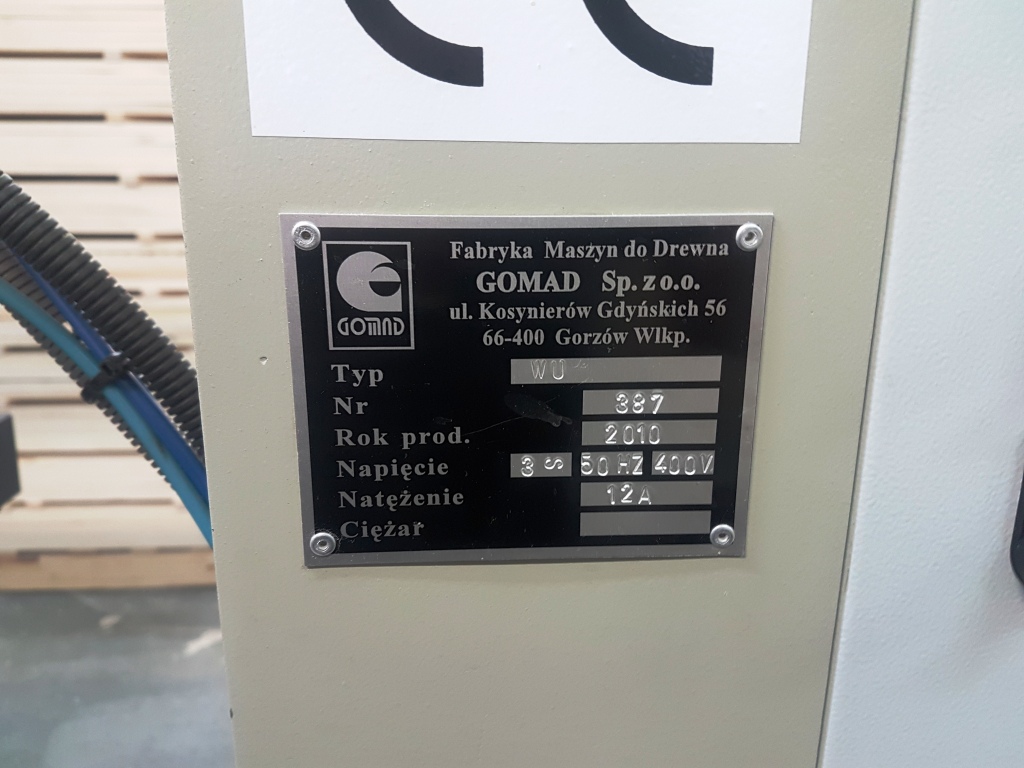 GOMAD
Fabryka Maszyn do Drewna
GOMAD Sp. z o.o.
ul. Kosynierów Gdyńskich 56
66-400 Gorzów Wlkp.
Typ WU
Nr 387
Rok prod. 2010
Napięcie 3 ∽ 50 HZ 400V
Natężenie 12A
Ciężar